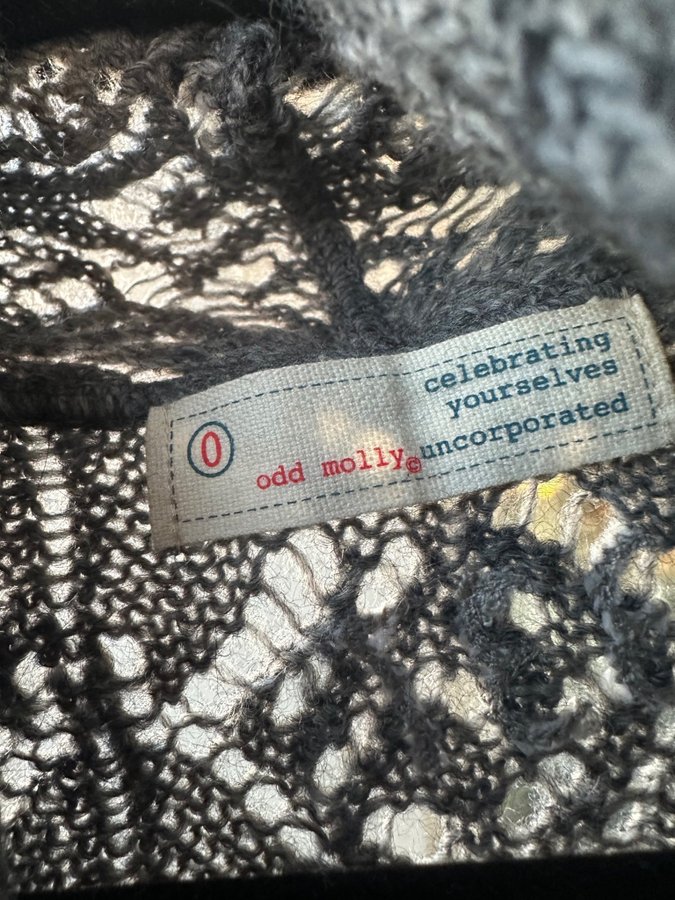 0
odd molly©
celebrating
yourselves
uncorporated